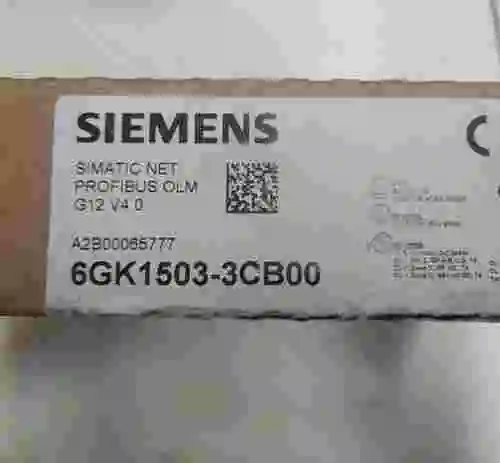 SIEMENS
SIMATIC NET
PROFIBUS OLM
G12 V4.0
A2B00065777
6GK1503-3CB00